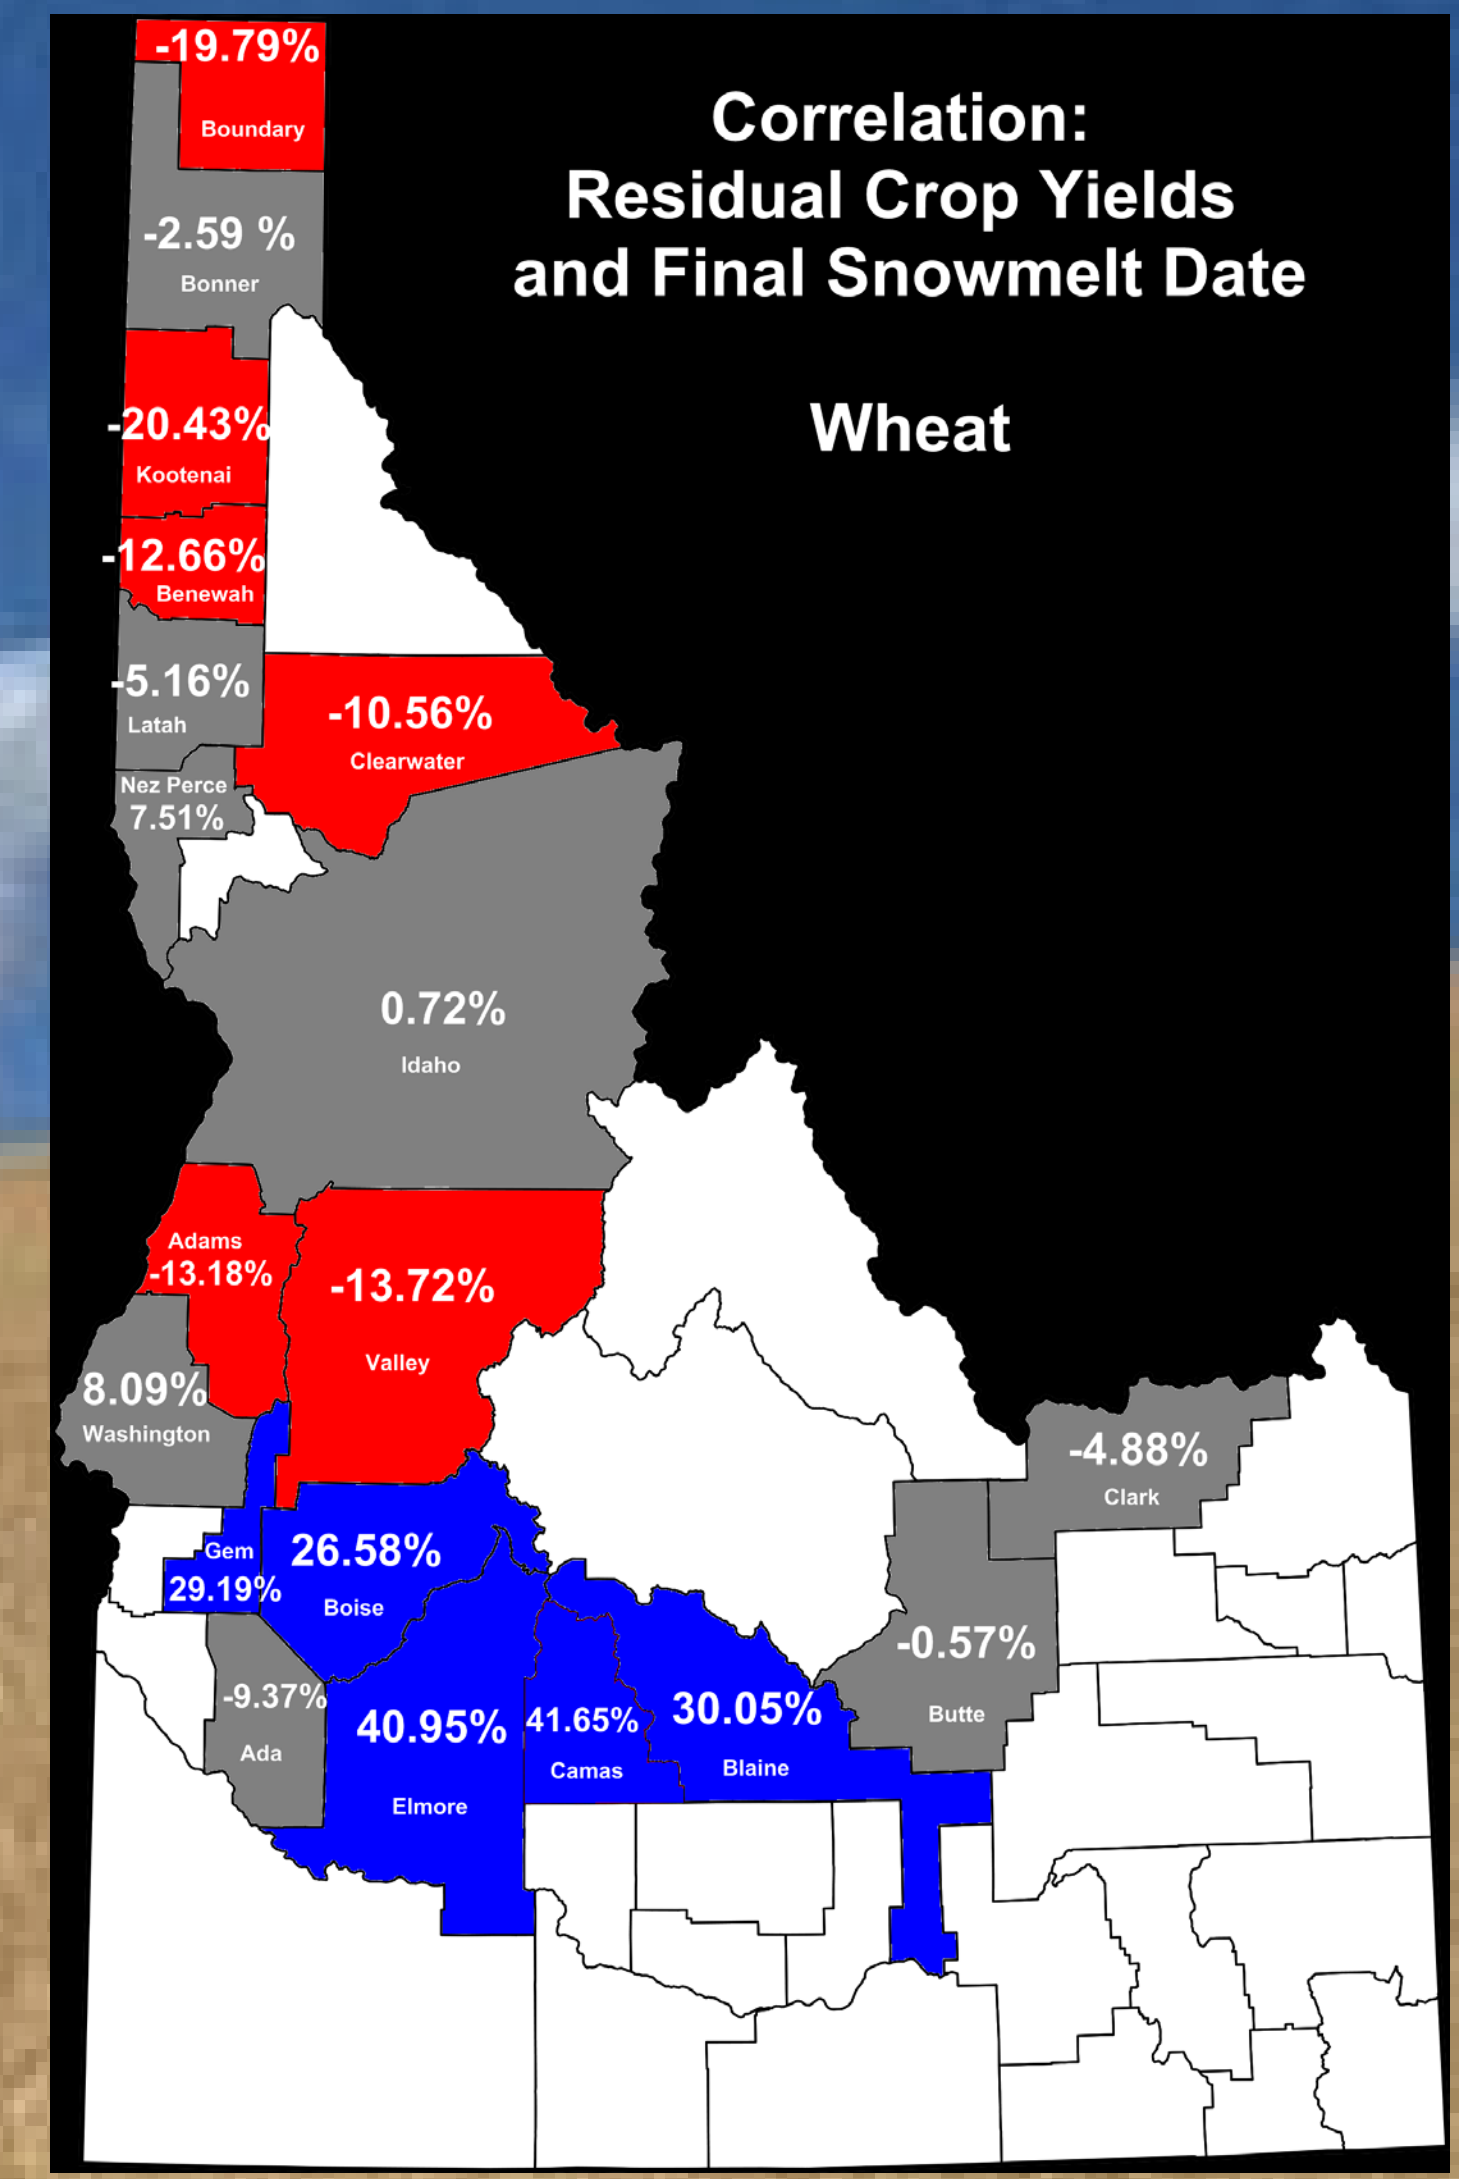 -19.79%
Boundary
Correlation:
Residual Crop Yields
and Final Snowmelt Date
Wheat
-2.59 %
Bonner
-20.43%
Kootenai
-12.66%
Benewah
-5.16%
Latah
-10.56%
Clearwater
Nez Perce
7.51%
0.72%
Idaho
Adams
-13.18%
-13.72%
Valley
8.09%
Washington
-4.88%
Clark
Gem
29.19%
26.58%
Boise
-0.57%
Butte
-9.37%
Ada
40.95%
Elmore
41.65%
Camas
30.05%
Blaine